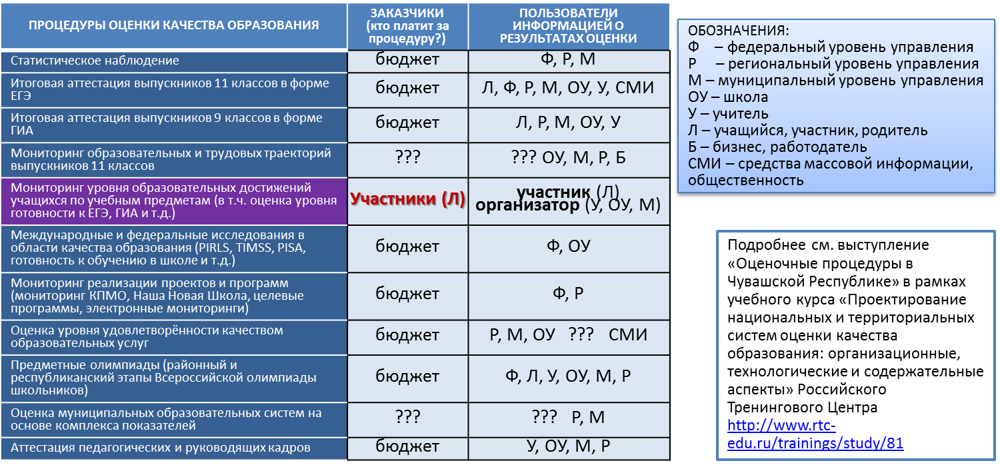 ПРОЦЕДУРЫ ОЦЕНКИ КАЧЕСТВА ОБРАЗОВАНИЯ
ЗАКАЗЧИКИ
(кто платит за
процедуру?)
ПОЛЬЗОВАТЕЛИ
ИНФОРМАЦИЕЙ О
РЕЗУЛЬТАТАХ ОЦЕНКИ
Статистическое наблюдение
бюджет
Ф, Р, М
Итоговая аттестация выпускников 11 классов в форме
ЕГЭ
бюджет
Л, Ф, Р, М, ОУ, У, СМИ
Итоговая аттестация выпускников 9 классов в форме
ГИА
бюджет
Л, Р, М, ОУ, У
Мониторинг образовательных и трудовых траекторий
выпускников 11 классов
???
??? ОУ, М, Р, Б
Мониторинг уровня образовательных достижений
учащихся по учебным предметам (в т.ч. оценка уровня
готовности к ЕГЭ, ГИА и т.д.)
Участники (Л)
участник (Л)
организатор (У, ОУ, М)
Международные и федеральные исследования в
области качества образования (PIRLS, TIMSS, PISA,
готовность к обучению в школе и т.д.)
бюджет
Ф, ОУ
Мониторинг реализации проектов и программ
(мониторинг КПМО, Наша Новая Школа, целевые
программы, электронные мониторинги)
бюджет
Ф, Р
Оценка уровня удовлетворённости качеством
образовательных услуг
бюджет
Р, М, ОУ ??? СМИ
Предметные олимпиады (районный и
республиканский этапы Всероссийской олимпиады
школьников)
бюджет
Ф, Л, У, ОУ, М, Р
Оценка муниципальных образовательных систем на
основе комплекса показателей
???
??? Р, М
Аттестация педагогических и руководящих кадров
бюджет
У, ОУ, М, Р
ОБОЗНАЧЕНИЯ:
Ф – федеральный уровень управления
Р – региональный уровень управления
М – муниципальный уровень управления
ОУ – школа
У – учитель
Л – учащийся, участник, родитель
Б – бизнес, работодатель
СМИ – средства массовой информации,
общественность
Подробнее см. выступление
«Оценочные процедуры в
Чувашской Республике» в рамках
учебного курса «Проектирование
национальных и территориальных
систем оценки качества
образования: организационные,
технологические и содержательные
аспекты» Российского
Тренингового Центра
http://www.rtc-
edu.ru/trainings/study/81